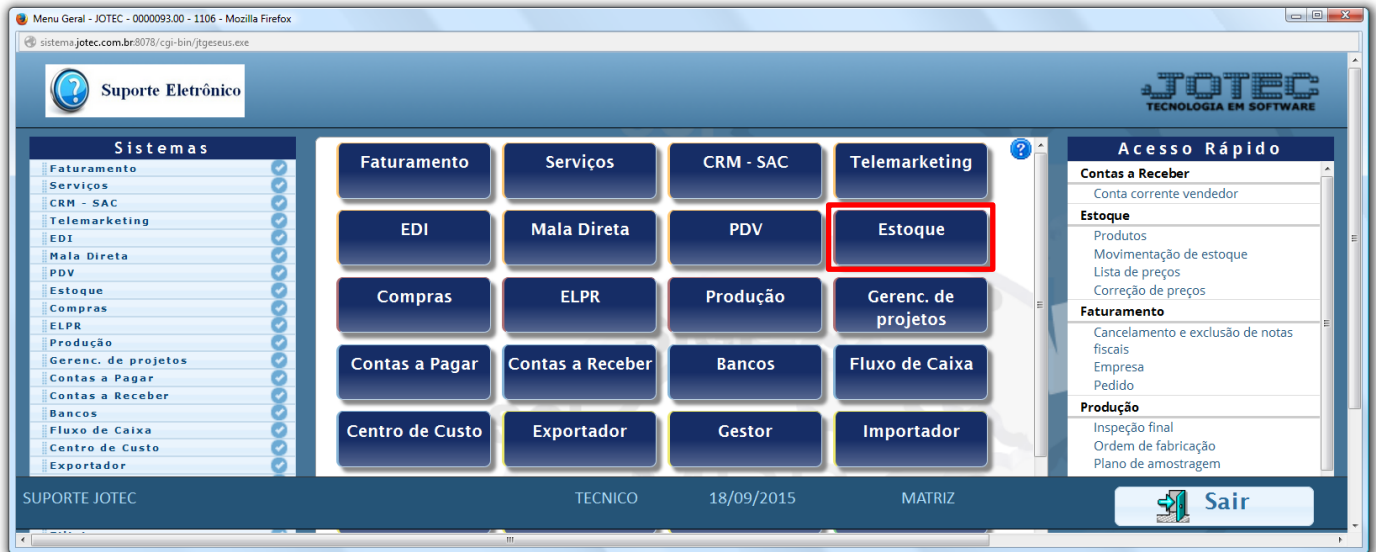 Menu Geral - JOTEC - 0000093.00 - 1106 - Mozilla Firefox
sistema.jotec.com.br:8078/cgi-bin/jtgeseus.exe
Suporte Eletrônico
JOTEC
TECNOLOGIA EM SOFTWARE
Sistemas
Faturamento
Serviços
CRM - SAC
Telemarketing
EDI
Mala Direta
PDV
Estoque
Compras
ELPR
Produção
Gerenc. de projetos
Contas a Pagar
Contas a Receber
Bancos
Fluxo de Caixa
Centro de Custo
Exportador
Faturamento
Serviços
CRM - SAC
Telemarketing
EDI
Mala Direta
PDV
Estoque
Compras
ELPR
Produção
Gerenc. de
projetos
Contas a Pagar
Contas a Receber
Bancos
Fluxo de Caixa
Centro de Custo
Exportador
Gestor
Importador
Acesso Rápido
Contas a Receber
Conta corrente vendedor
Estoque
Produtos
Movimentação de estoque
Lista de preços
Correção de preços
Faturamento
Cancelamento e exclusão de notas
fiscais
Empresa
Pedido
Produção
Inspeção final
Ordem de fabricação
Plano de amostragem
SUPORTE JOTEC
TECNICO
18/09/2015
MATRIZ
Sair